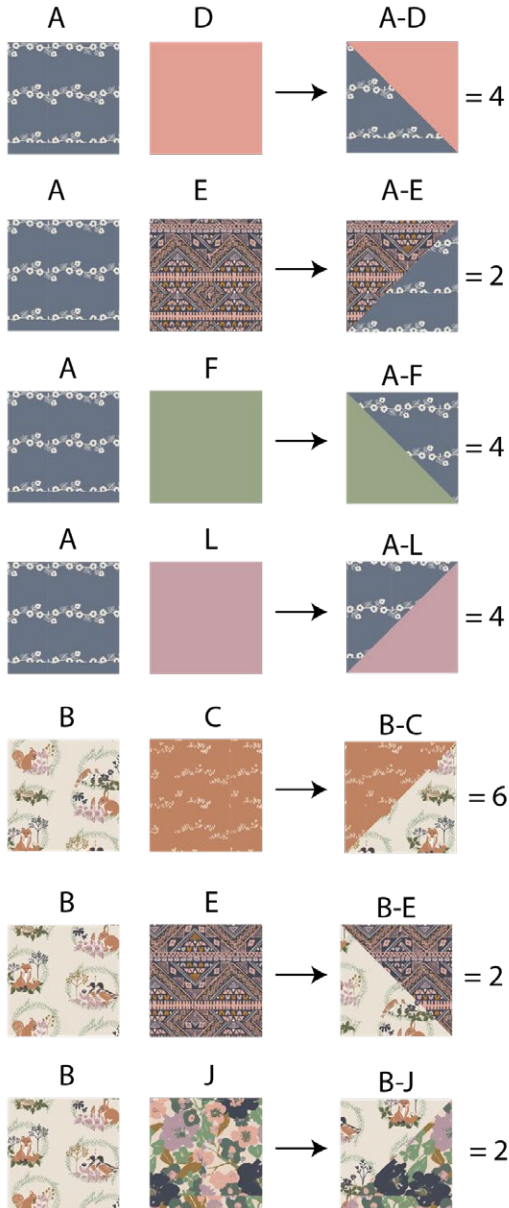 A D A-D
= 4
A E A-E
= 2
A F A-F
= 4
A L A-L
= 4
B C B-C
= 6
B E B-E
= 2
B J B-J
= 2